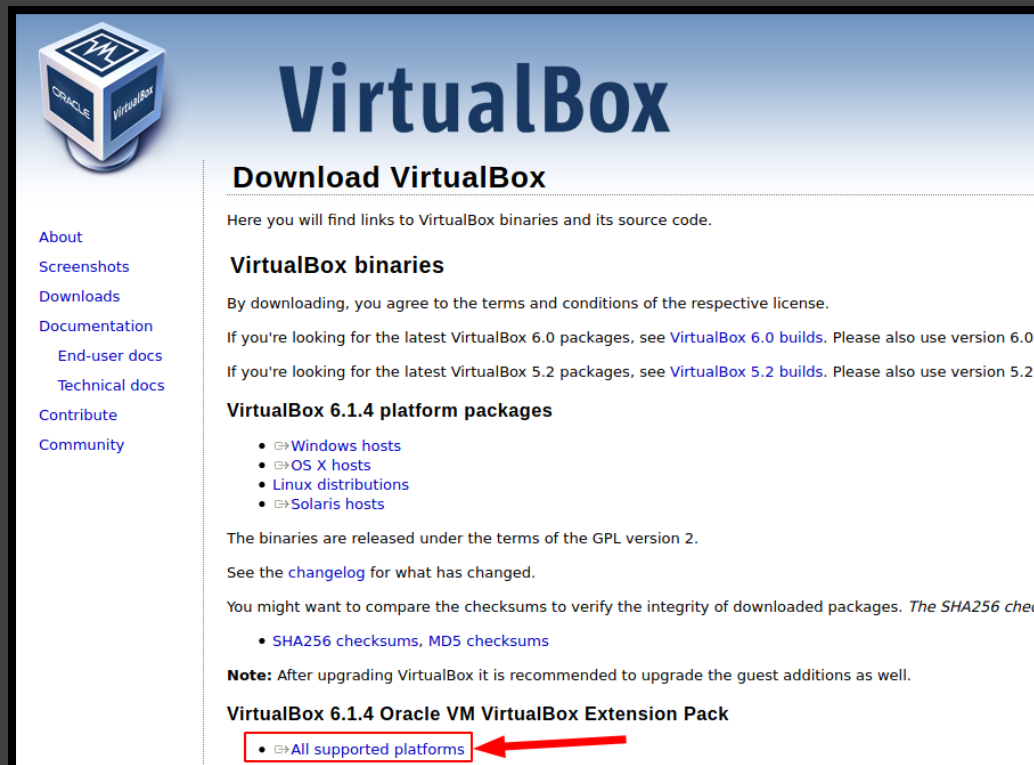 ORACLE
VirtualBox
VirtualBox
Download VirtualBox
Here you will find links to VirtualBox binaries and its source code.
About
Screenshots
Downloads
Documentation
End-user docs
Technical docs
Contribute
Community
VirtualBox binaries
By downloading, you agree to the terms and conditions of the respective license.
If you're looking for the latest VirtualBox 6.0 packages, see VirtualBox 6.0 builds. Please also use version 6.0
If you're looking for the latest VirtualBox 5.2 packages, see VirtualBox 5.2 builds. Please also use version 5.2
VirtualBox 6.1.4 platform packages
Windows hosts
OS X hosts
Linux distributions
Solaris hosts
The binaries are released under the terms of the GPL version 2.
See the changelog for what has changed.
You might want to compare the checksums to verify the integrity of downloaded packages. The SHA256 chec
SHA256 checksums, MD5 checksums
Note: After upgrading VirtualBox it is recommended to upgrade the guest additions as well.
VirtualBox 6.1.4 Oracle VM VirtualBox Extension Pack
All supported platforms